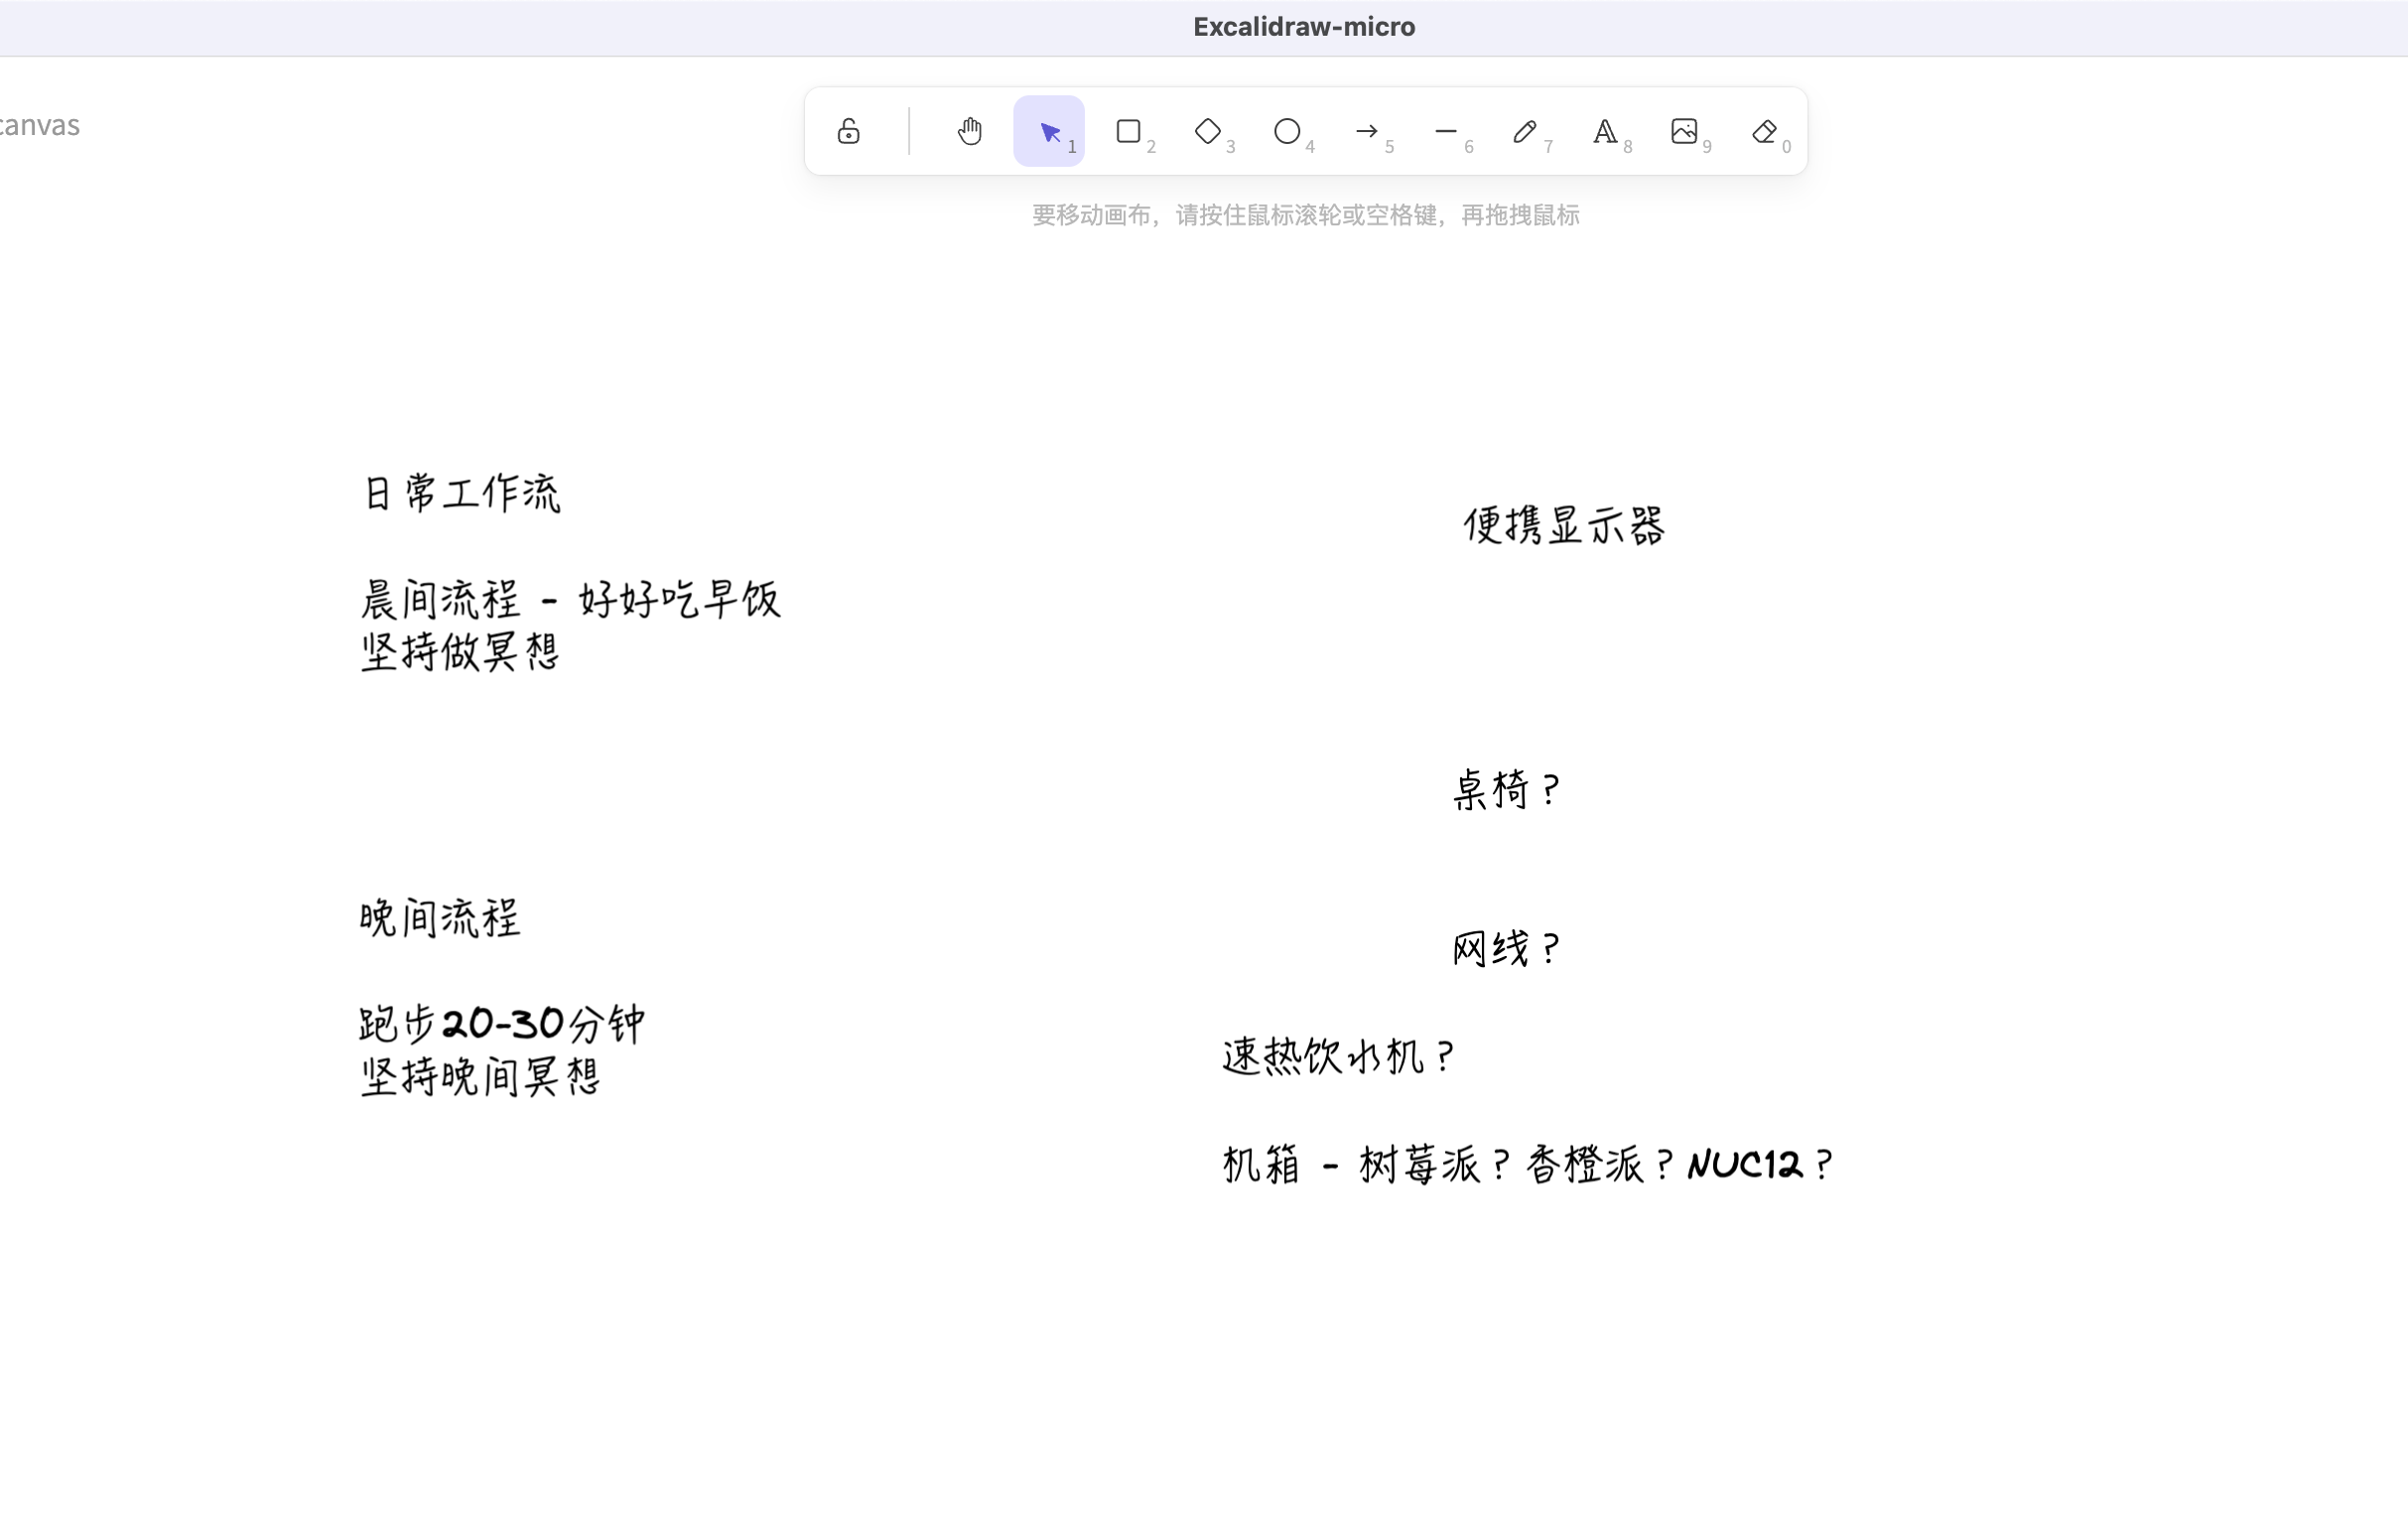 Excalidraw-micro
canvas
1 2 3 4 5 6 7 8 9 0
要移动画布，请按住鼠标滚轮或空格键，再拖拽鼠标
日常工作流
晨间流程 - 好好吃早饭
坚持做冥想
晚间流程
跑步20-30分钟
坚持晚间冥想
便携显示器
桌椅？
网线？
速热饮水机？
机箱 - 树莓派？香橙派？NUC12？